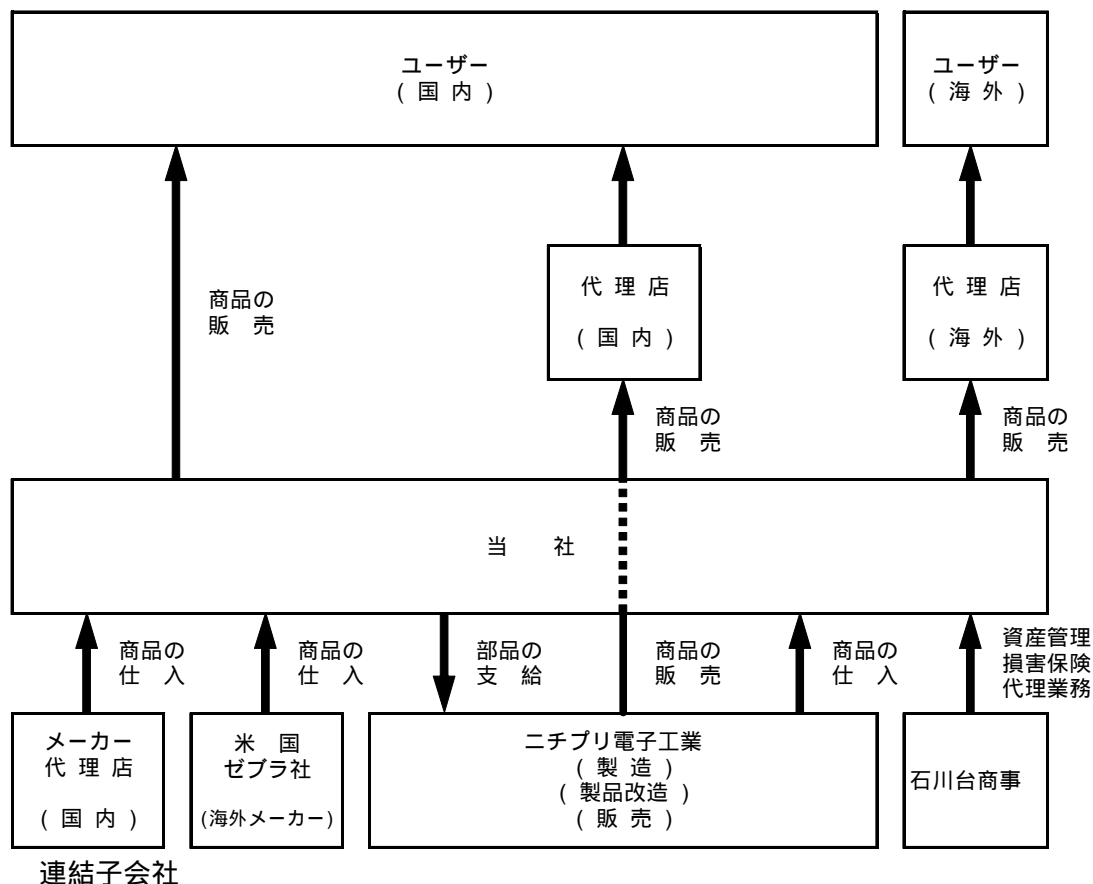 ユーザー
( 国 内 )
ユーザー
( 海 外 )
代 理 店
( 国 内 )
代 理 店
( 海 外 )
商品の
販 売
商品の
販 売
商品の
販 売
当 社
商品の
仕 入
商品の
仕 入
部品の
支 給
商品の
販 売
商品の
仕 入
資産管理
損害保険
代理業務
メーカー
代 理 店
( 国 内 )
米 国
ゼブラ社
(海外メーカー)
ニチプリ電子工業
( 製 造 )
( 製品改造 )
( 販 売 )
石川台商事
連結子会社